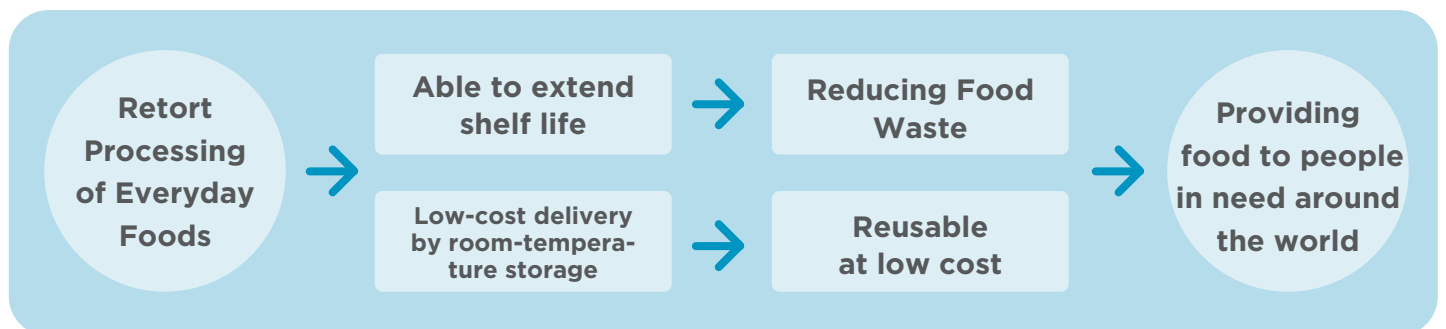 Retort
Processing
of Everyday
Foods
Able to extend
shelf life
Reducing Food
Waste
Low-cost delivery
by room-tempera-
ture storage
Reusable
at low cost
Providing
food to people
in need around
the world